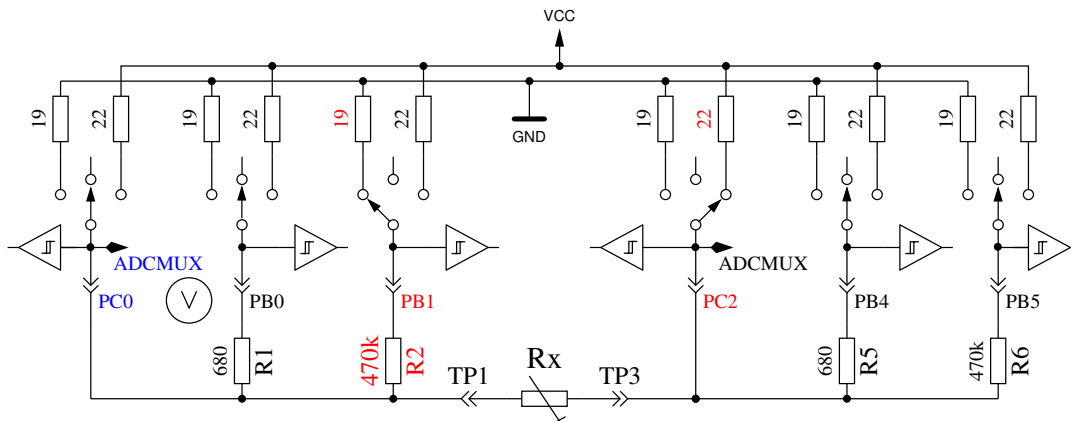 VCC
GND
19
22
19
22
19
22
19
22
19
22
19
22
ADCMUX
ADCMUX
PC0
V
PB0
PB1
PC2
PB4
PB5
680
R1
470k
R2
TP1
Rx
TP3
680
R5
470k
R6